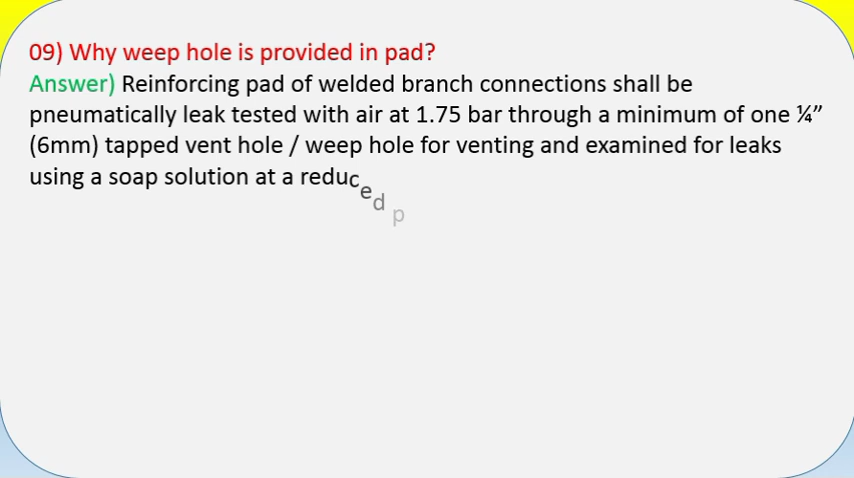 09) Why weep hole is provided in pad?
Answer) Reinforcing pad of welded branch connections shall be
pneumatically leak tested with air at 1.75 bar through a minimum of one ¼”
(6mm) tapped vent hole / weep hole for venting and examined for leaks
using a soap solution at a reduced p